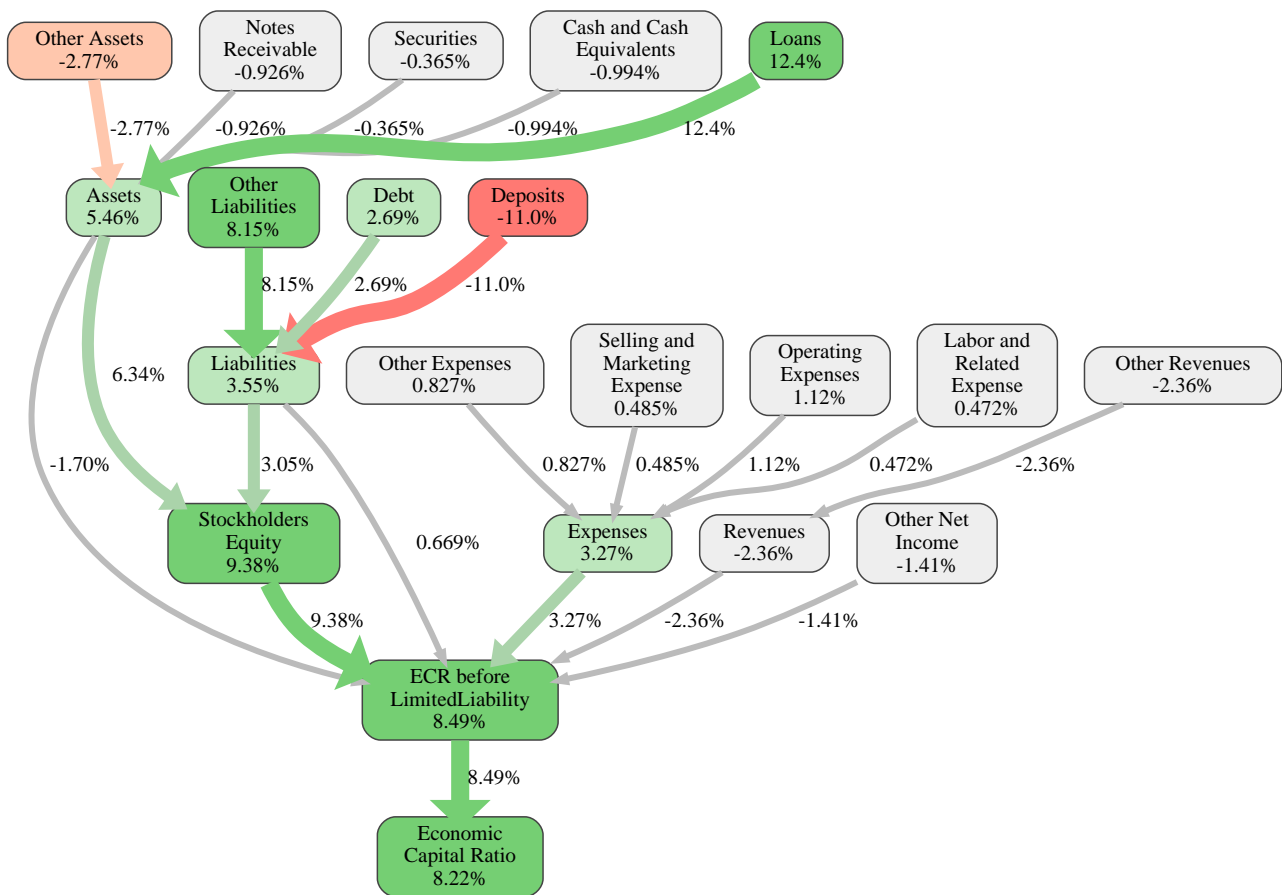 Other Assets
-2.77%
Notes
Receivable
-0.926%
Securities
-0.365%
Cash and Cash
Equivalents
-0.994%
Loans
12.4%
-2.77%
-0.926%
-0.365%
-0.994%
12.4%
Assets
5.46%
Other
Liabilities
8.15%
Debt
2.69%
Deposits
-11.0%
8.15%
2.69%
-11.0%
Liabilities
3.55%
Other Expenses
0.827%
Selling and
Marketing
Expense
0.485%
Operating
Expenses
1.12%
Labor and
Related
Expense
0.472%
Other Revenues
-2.36%
6.34%
-1.70%
3.05%
0.827%
0.485%
1.12%
0.472%
-2.36%
Stockholders
Equity
9.38%
0.669%
Expenses
3.27%
Revenues
-2.36%
Other Net
Income
-1.41%
9.38%
3.27%
-2.36%
-1.41%
ECR before
LimitedLiability
8.49%
8.49%
Economic
Capital Ratio
8.22%